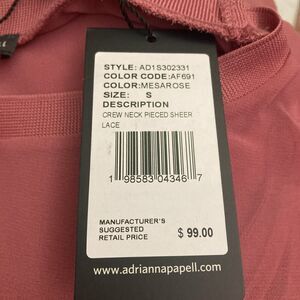 STYLE: AD1S302331
COLOR CODE:AF691
COLOR:MESAROSE
SIZE: S
DESCRIPTION
CREW NECK PIECED SHEER
LACE
1 98583 04346 7
MANUFACTURER'S
SUGGESTED
RETAIL PRICE $ 99.00
www.adriannapapell.com